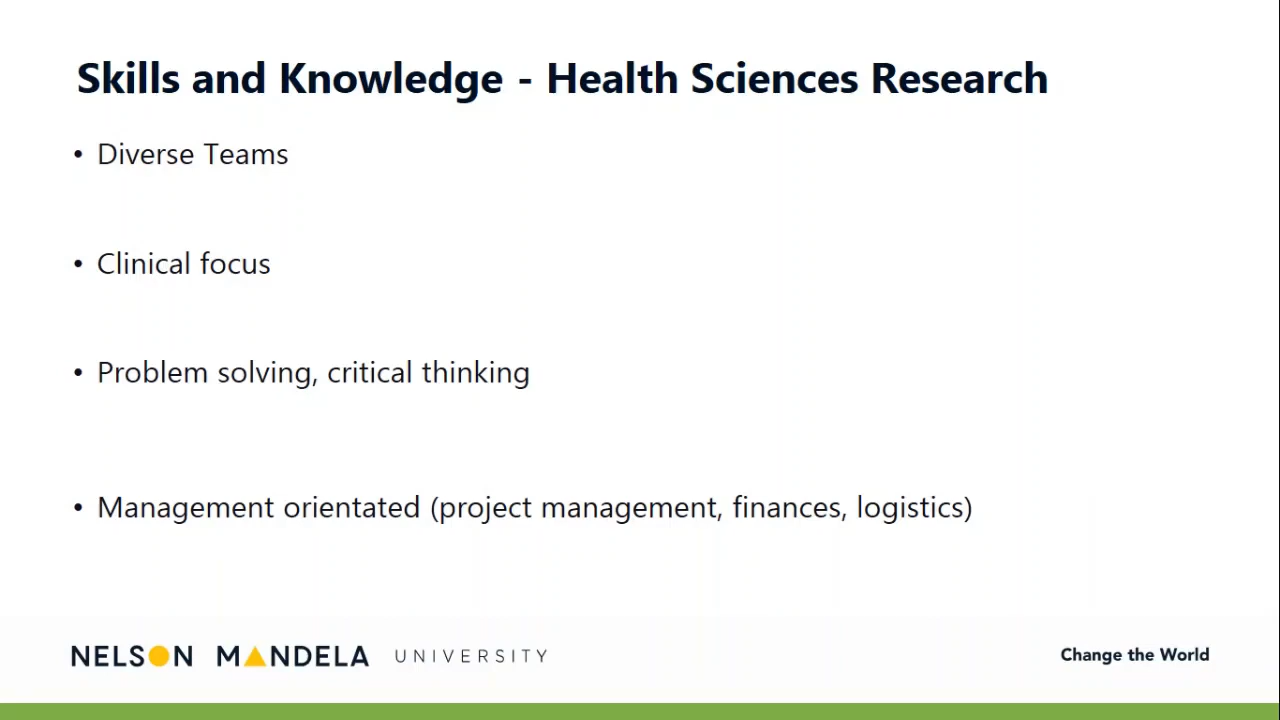 Skills and Knowledge - Health Sciences Research
• Diverse Teams
• Clinical focus
• Problem solving, critical thinking
• Management orientated (project management, finances, logistics)
NELSON MANDELA UNIVERSITY
Change the World